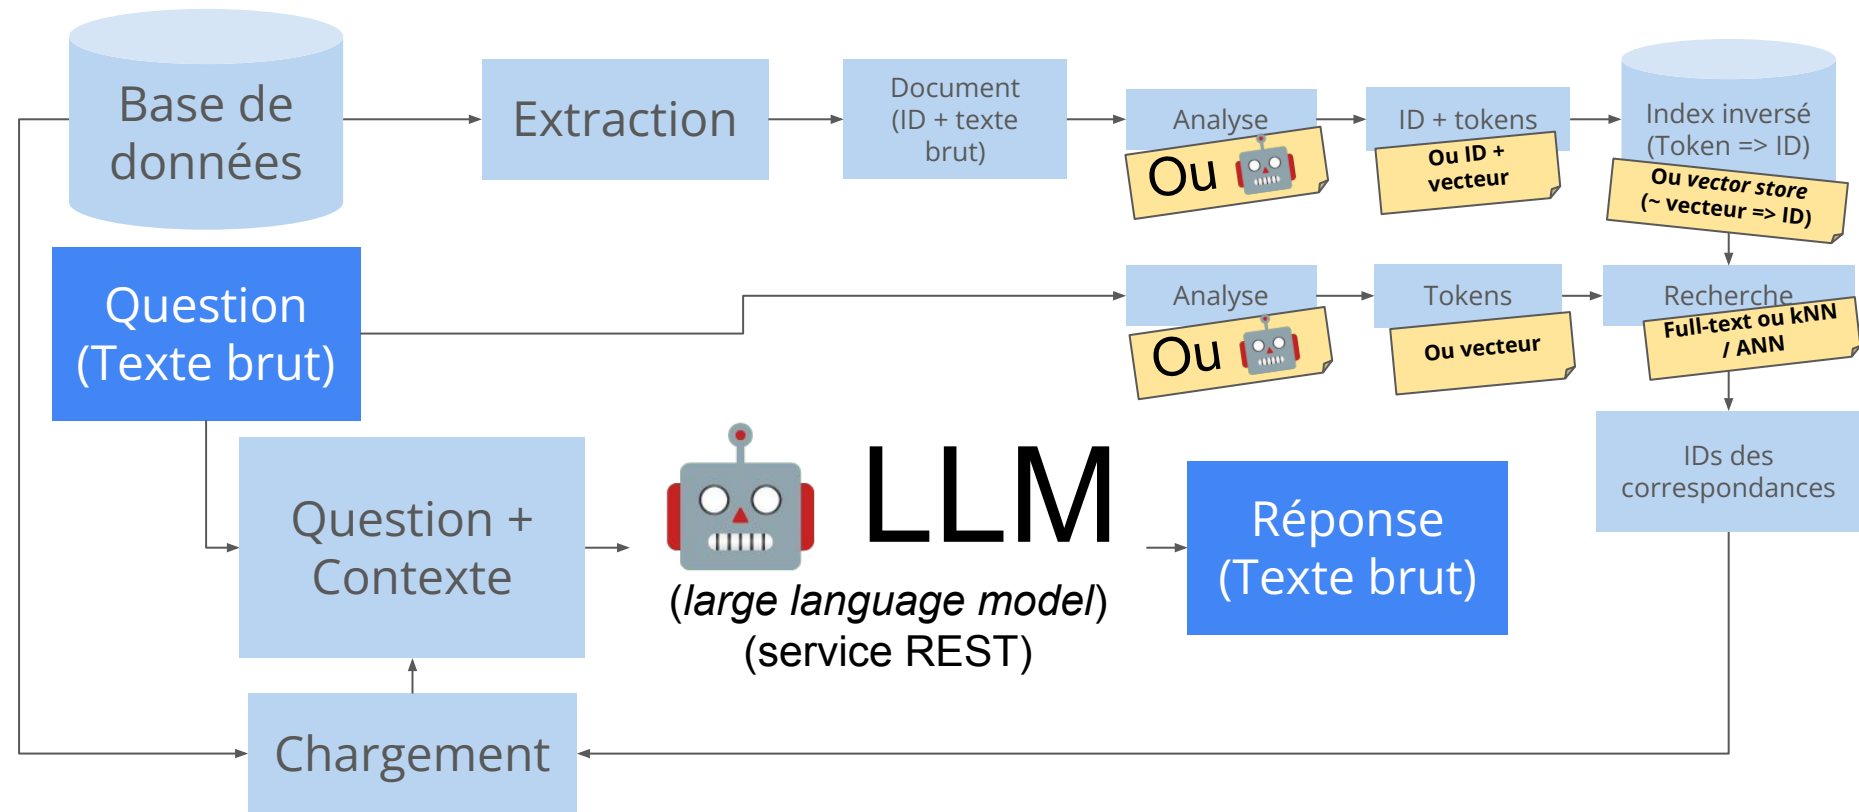 Base de
données
Extraction
Document
(ID + texte
brut)
Analyse
Ou
ID + tokens
Ou ID +
vecteur
Index inversé
(Token => ID)
Ou vector store
(~ vecteur => ID)
Question
(Texte brut)
Analyse
Ou
Tokens
Ou vecteur
Recherche
Full-text ou kNN
/ ANN
IDs des
correspondances
Question +
Contexte
LLM
(large language model)
(service REST)
Réponse
(Texte brut)
Chargement